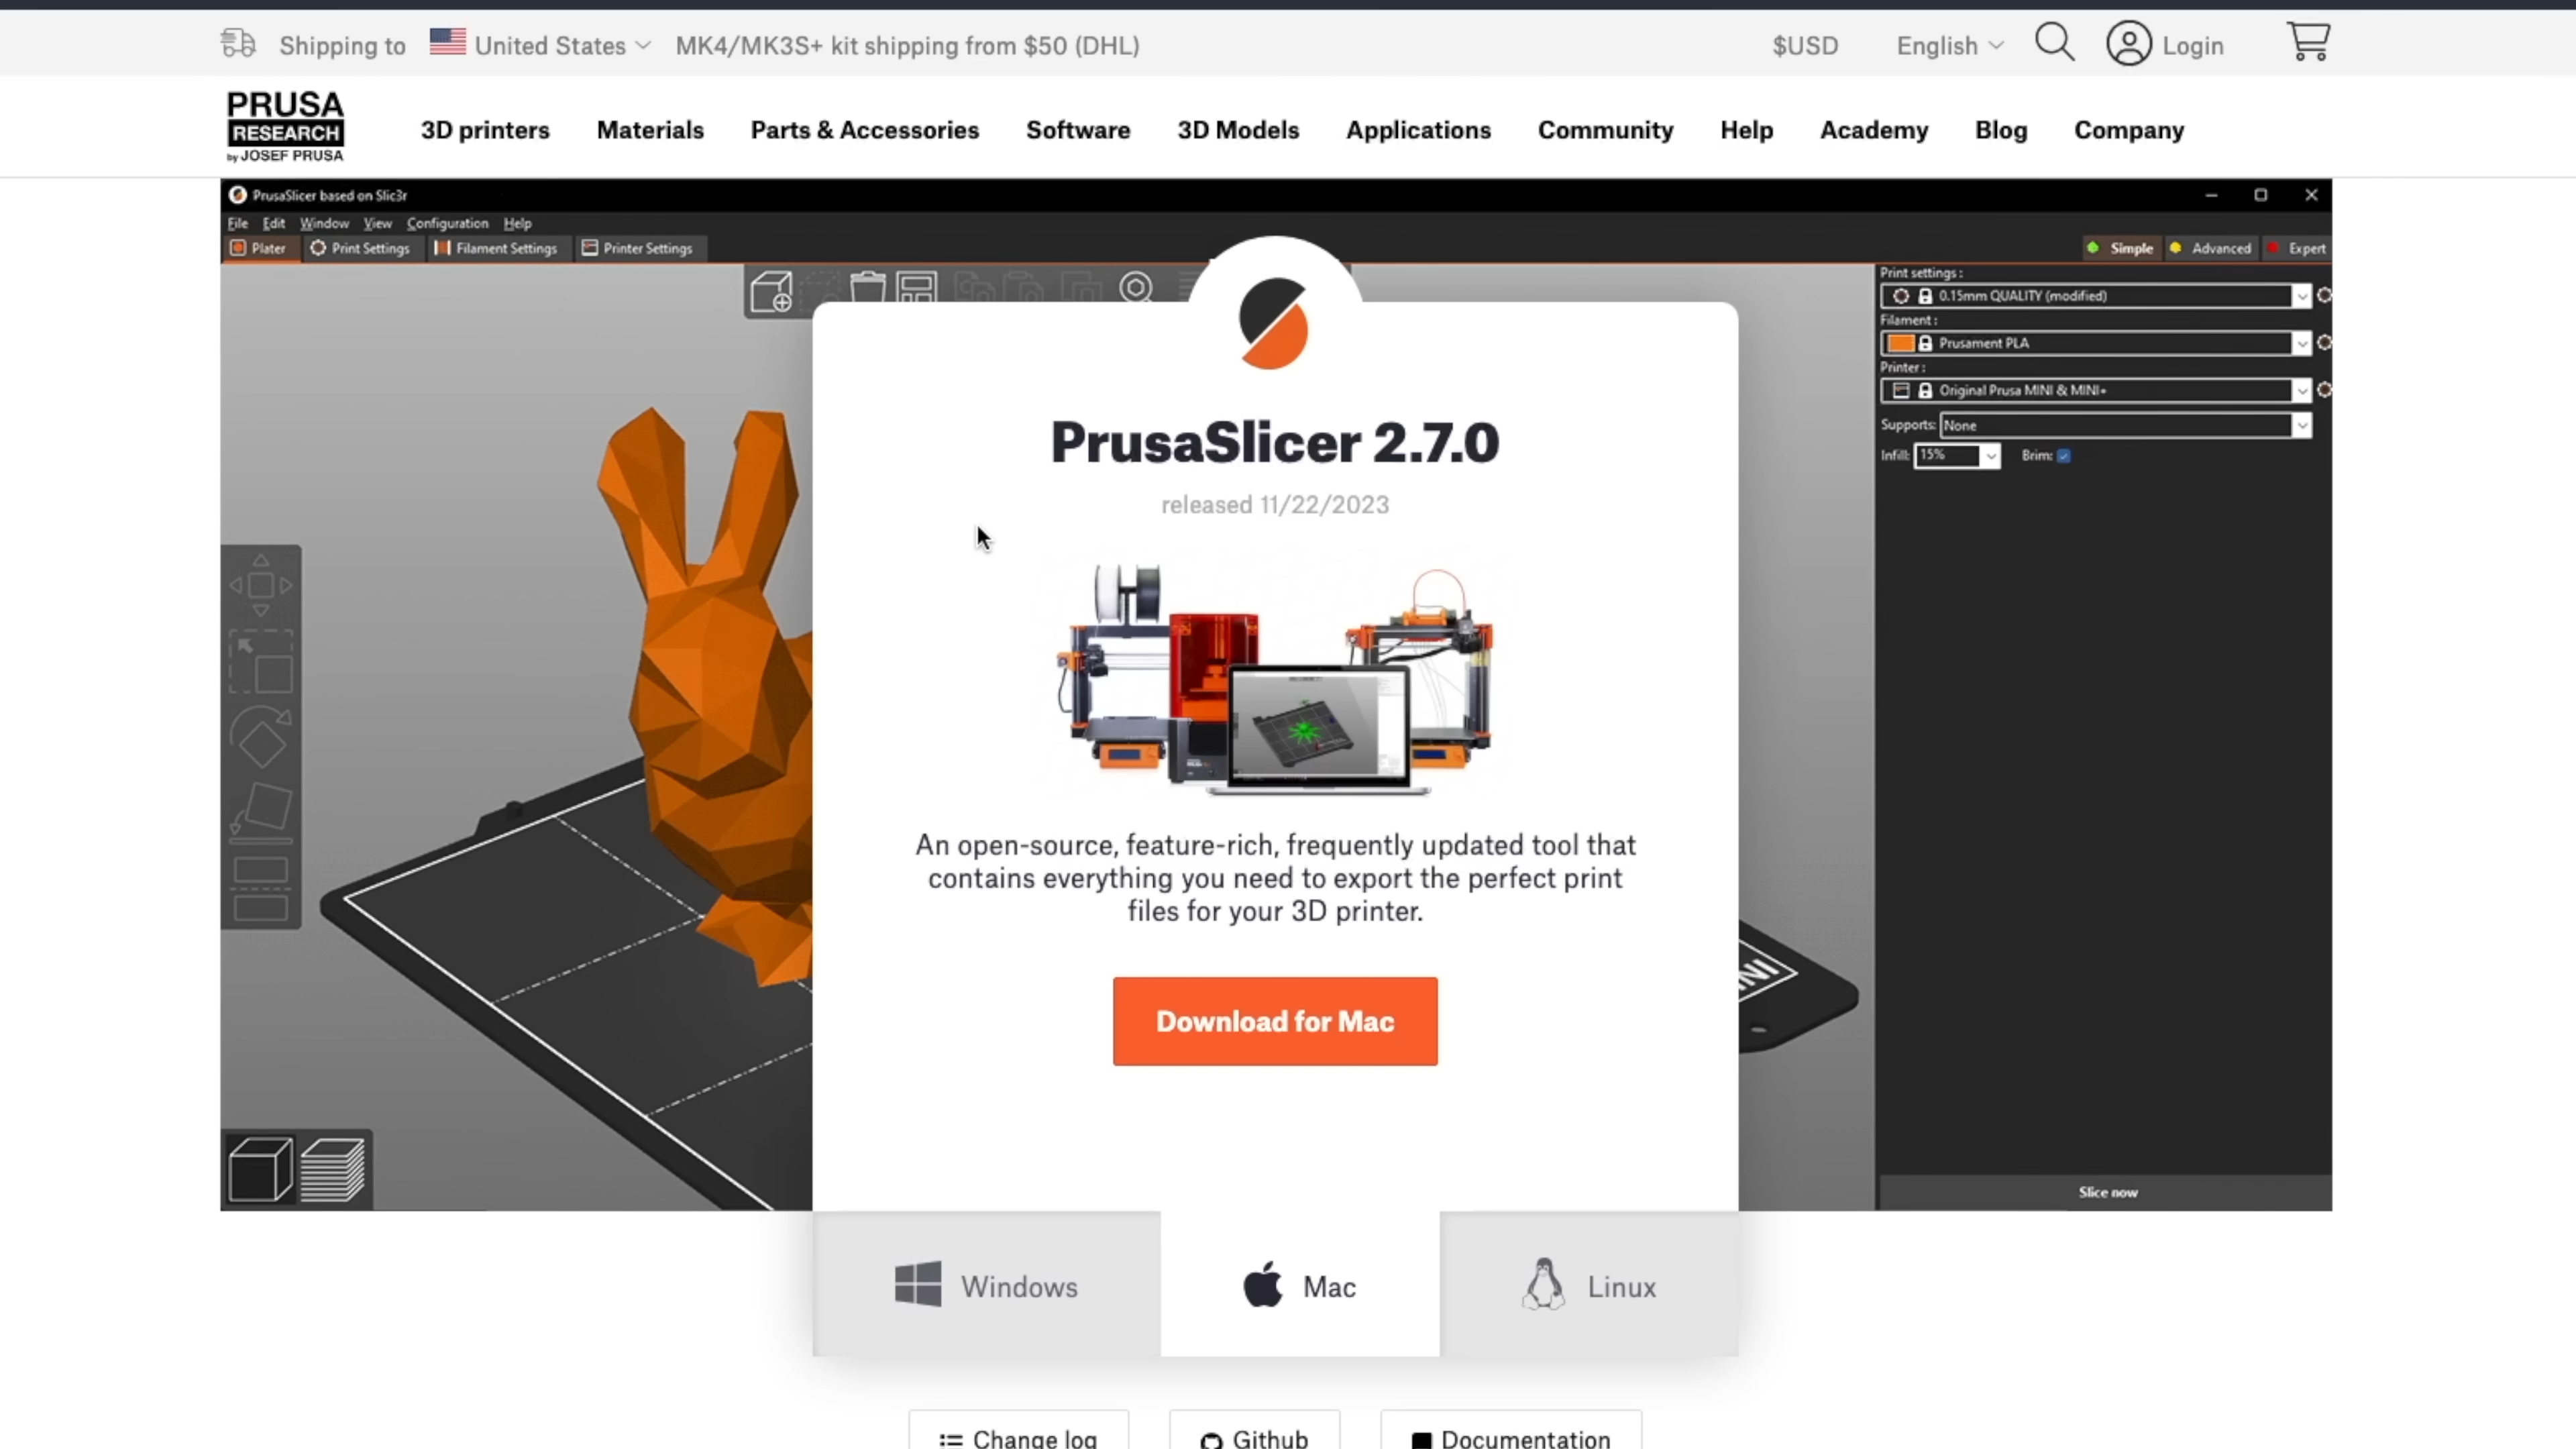 Shipping to United States MK4/MK3S+ kit shipping from $50 (DHL) $USD English Login
PRUSA
RESEARCH
by JOSEF PRUSA
3D printers Materials Parts & Accessories Software 3D Models Applications Community Help Academy Blog Company
PrusaSlicer based on Slic3r
File Edit Window View Configuration Help
Plater Print Settings Filament Settings Printer Settings Simple Advanced Expert
Print settings :
0.15mm QUALITY (modified)
Filament :
Prusament PLA
Printer :
Original Prusa MINI & MINI+
Supports: None
Infill: 15% Brim:
PrusaSlicer 2.7.0
released 11/22/2023
An open-source, feature-rich, frequently updated tool that
contains everything you need to export the perfect print
files for your 3D printer.
INI
Download for Mac
Slice now
Windows Mac Linux
Change log Github Documentation